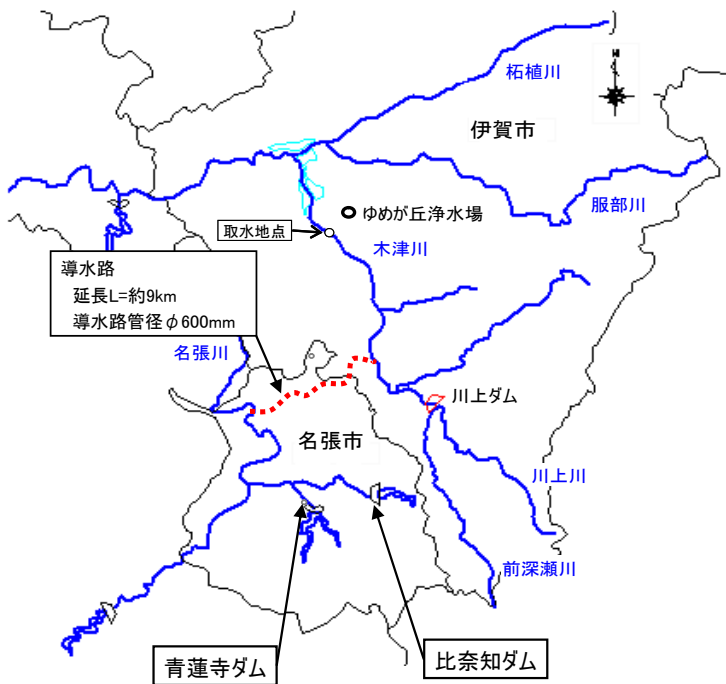 柘植川
N
伊賀市
服部川
ゆめが丘浄水場
取水地点
木津川
導水路
延長L=約9km
導水路管径φ600mm
名張川
川上ダム
名張市
川上川
前深瀬川
青蓮寺ダム
比奈知ダム